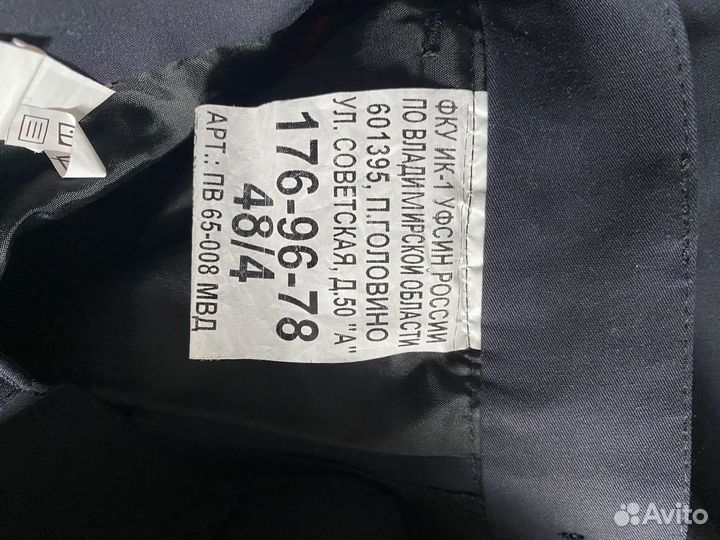 ФКУ ИК-1 УФСИН РОССИИ
ПО ВЛАДИМИРСКОЙ ОБЛАСТИ
601395, П.ГОЛОВИНО
УЛ. СОВЕТСКАЯ, Д.50 "А"
176-96-78
48/4
АРТ.: ПВ 65-008 МВД
Avito